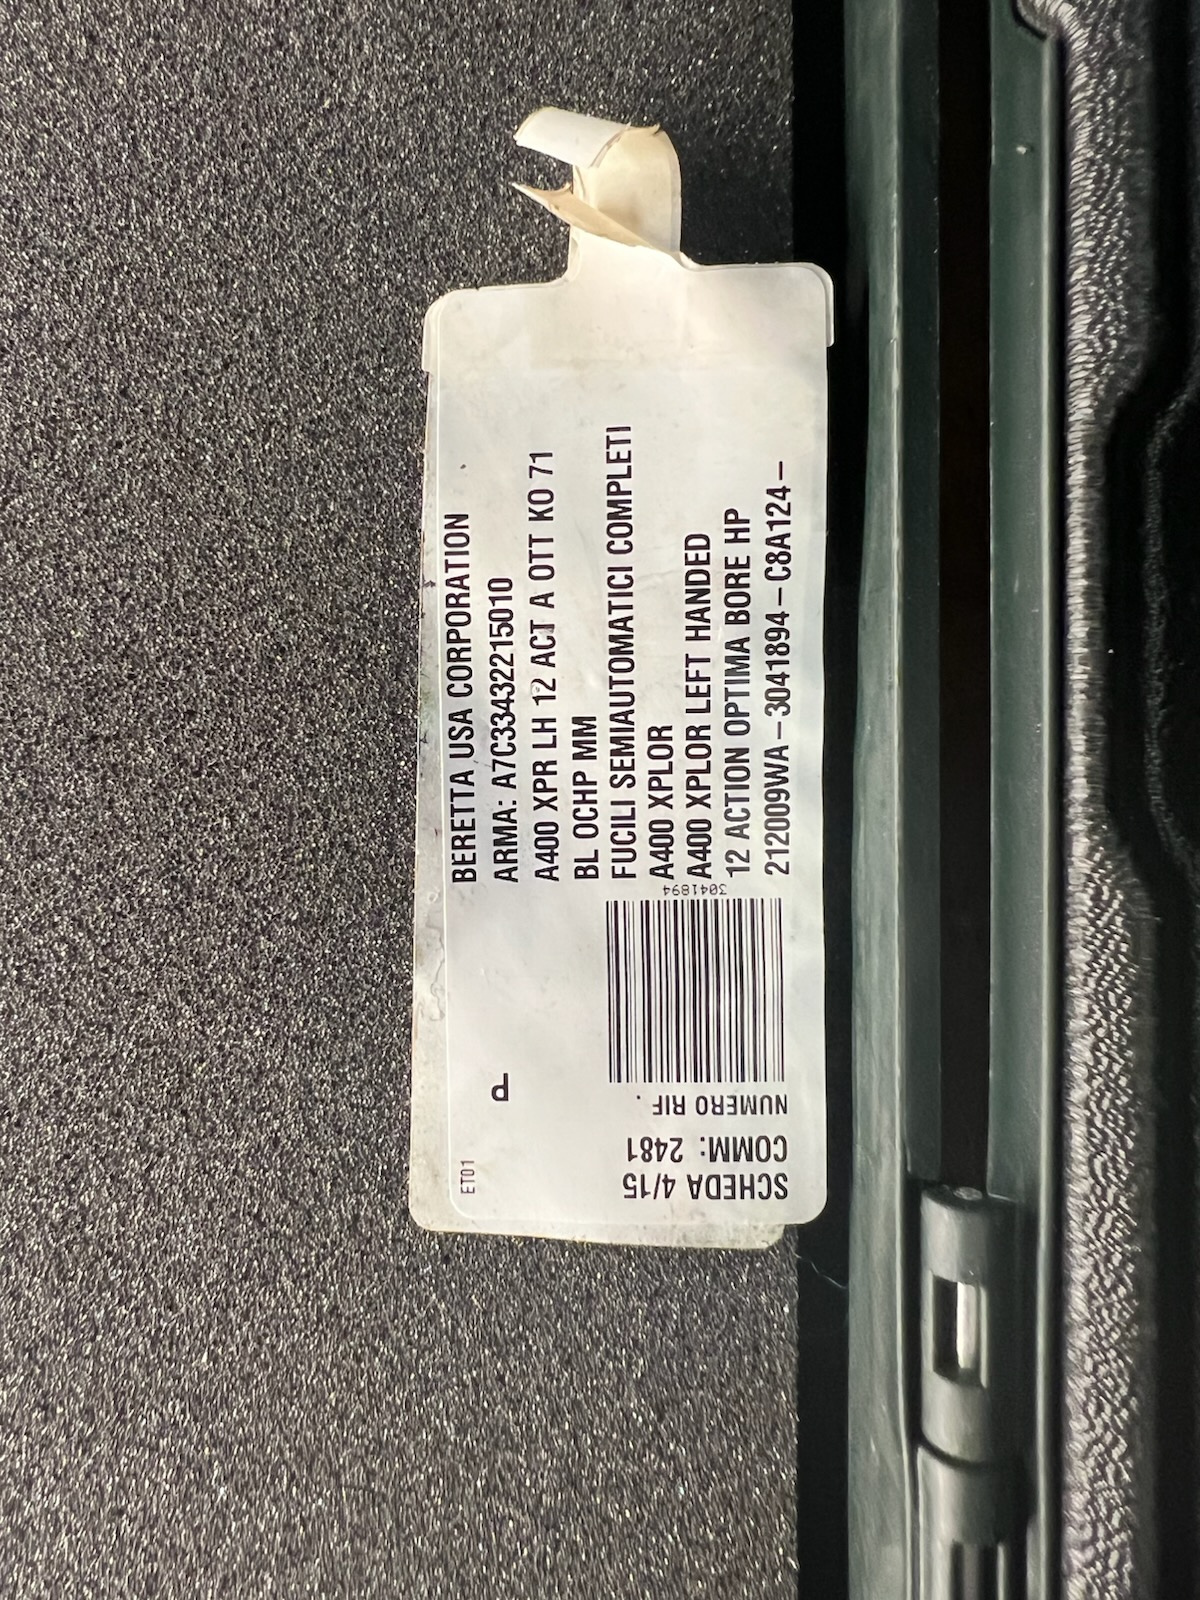 BERETTA USA CORPORATION
ARMA: A7C33432215010
A400 XPR LH 12 ACT A OTT KO 71
BL OCHP MM
FUCILI SEMIAUTOMATICI COMPLETI
A400 XPLOR
A400 XPLOR LEFT HANDED
12 ACTION OPTIMA BORE HP
212009WA-3041894-C8A124-
3041894
P
ET01
NUMERO RIF.
COMM: 2481
SCHEDA 4/15